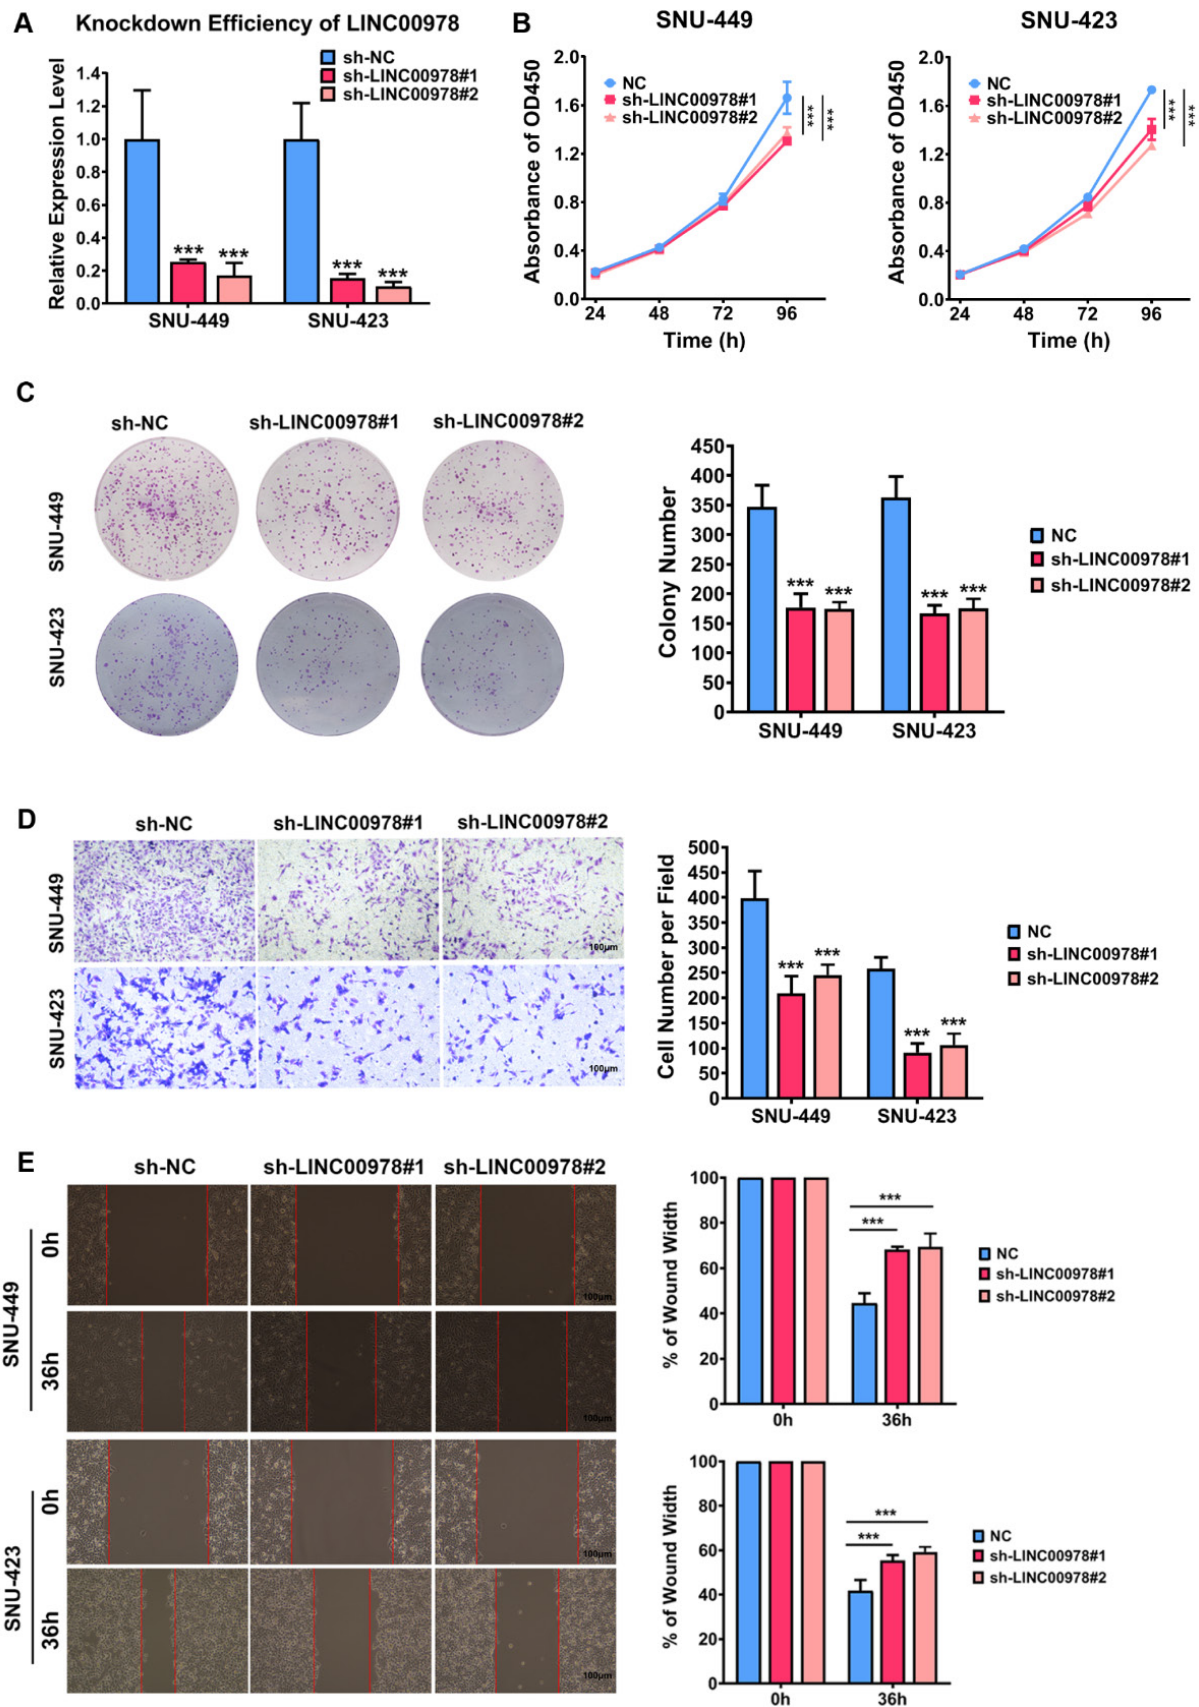 A
Knockdown Efficiency of LINC00978
Relative Expression Level
1.4
1.2
1.0
0.8
0.6
0.4
0.2
0.0
sh-NC
sh-LINC00978#1
sh-LINC00978#2
*** *** *** ***
SNU-449 SNU-423
B
SNU-449
Absorbance of OD450
2.0
1.6
1.2
0.8
0.4
0.0
NC
sh-LINC00978#1
sh-LINC00978#2
*** ***
24 48 72 96
Time (h)
SNU-423
Absorbance of OD450
2.0
1.6
1.2
0.8
0.4
0.0
NC
sh-LINC00978#1
sh-LINC00978#2
*** ***
24 48 72 96
Time (h)
C
sh-NC sh-LINC00978#1 sh-LINC00978#2
SNU-449
SNU-423
Colony Number
450
400
350
300
250
200
150
100
50
0
*** *** *** ***
SNU-449 SNU-423
NC
sh-LINC00978#1
sh-LINC00978#2
D
sh-NC sh-LINC00978#1 sh-LINC00978#2
SNU-449
100μm
SNU-423
100μm
Cell Number per Field
500
450
400
350
300
250
200
150
100
50
0
*** *** *** ***
SNU-449 SNU-423
NC
sh-LINC00978#1
sh-LINC00978#2
E
sh-NC sh-LINC00978#1 sh-LINC00978#2
SNU-449
0h
100μm
36h
100μm
SNU-423
0h
100μm
36h
100μm
% of Wound Width
100
80
60
40
20
0
***
***
0h 36h
NC
sh-LINC00978#1
sh-LINC00978#2
% of Wound Width
100
80
60
40
20
0
***
***
0h 36h
NC
sh-LINC00978#1
sh-LINC00978#2